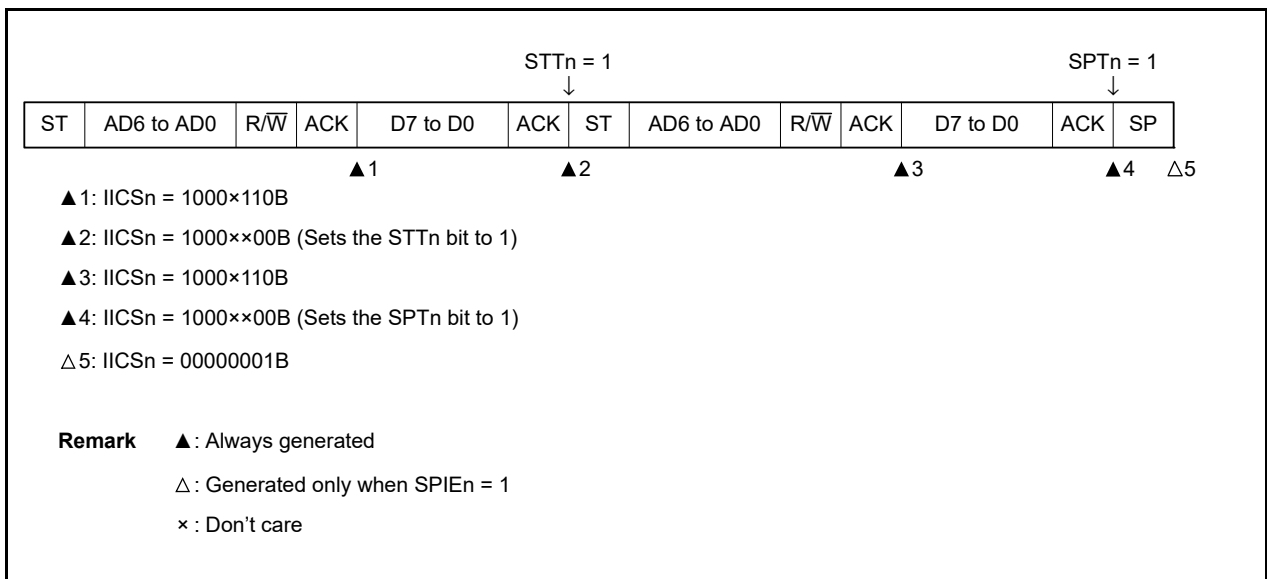 STTn = 1 SPTn = 1
↓ ↓
ST AD6 to AD0 R/W̅ ACK D7 to D0 ACK ST AD6 to AD0 R/W̅ ACK D7 to D0 ACK SP
▲1 ▲2 ▲3 ▲4 △5
▲1: IICSn = 1000×110B
▲2: IICSn = 1000××00B (Sets the STTn bit to 1)
▲3: IICSn = 1000×110B
▲4: IICSn = 1000××00B (Sets the SPTn bit to 1)
△5: IICSn = 00000001B
Remark ▲: Always generated
△: Generated only when SPIEn = 1
×: Don't care